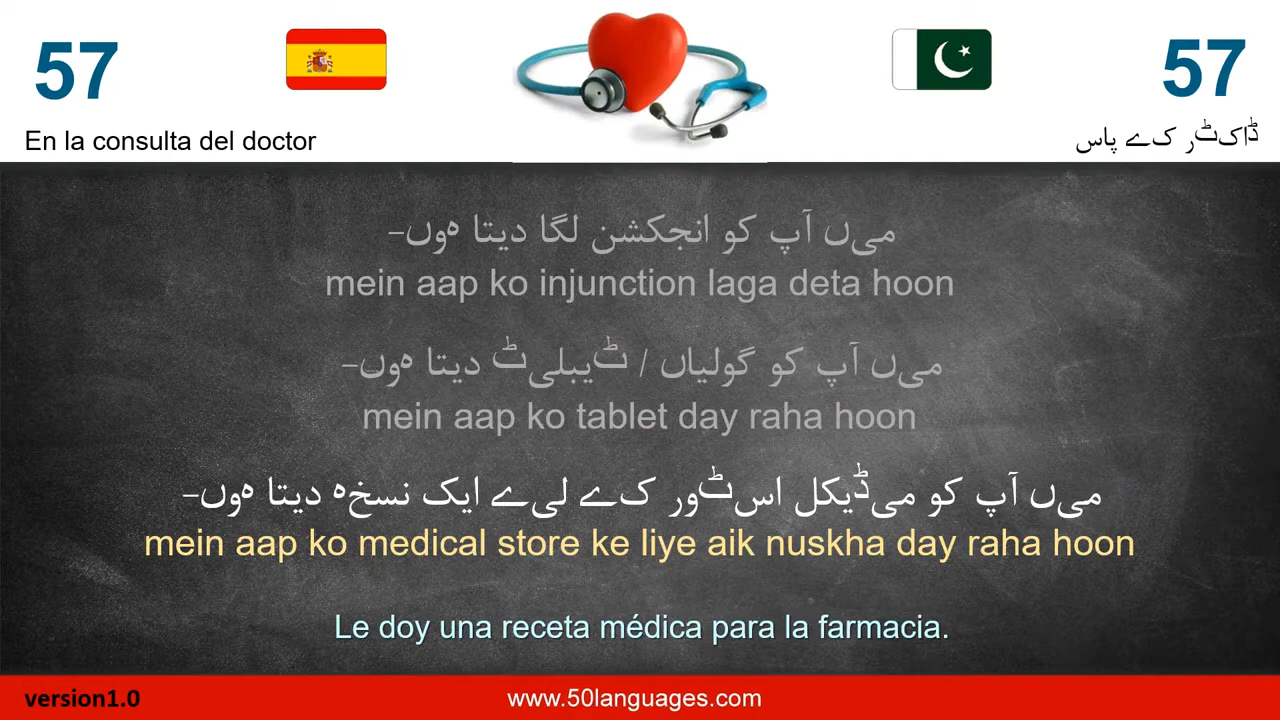 57
57
En la consulta del doctor
ڈاکٹر کے پاس
میں آپ کو انجکشن لگا دیتا ہوں-
mein aap ko injunction laga deta hoon
میں آپ کو گولیاں / ٹیبلیٹ دیتا ہوں-
mein aap ko tablet day raha hoon
میں آپ کو میڈیکل اسٹور کے لیے ایک نسخہ دیتا ہوں-
mein aap ko medical store ke liye aik nuskha day raha hoon
Le doy una receta médica para la farmacia.
version1.0
www.50languages.com